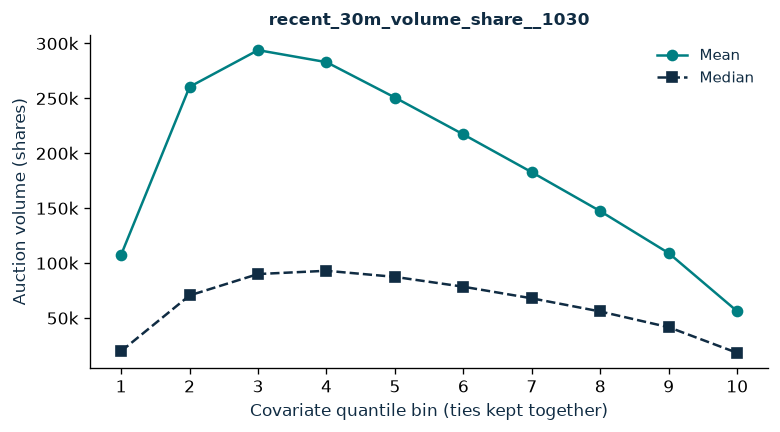 recent_30m_volume_share__1030
Mean
Median
Auction volume (shares)
300k
250k
200k
150k
100k
50k
1 2 3 4 5 6 7 8 9 10
Covariate quantile bin (ties kept together)